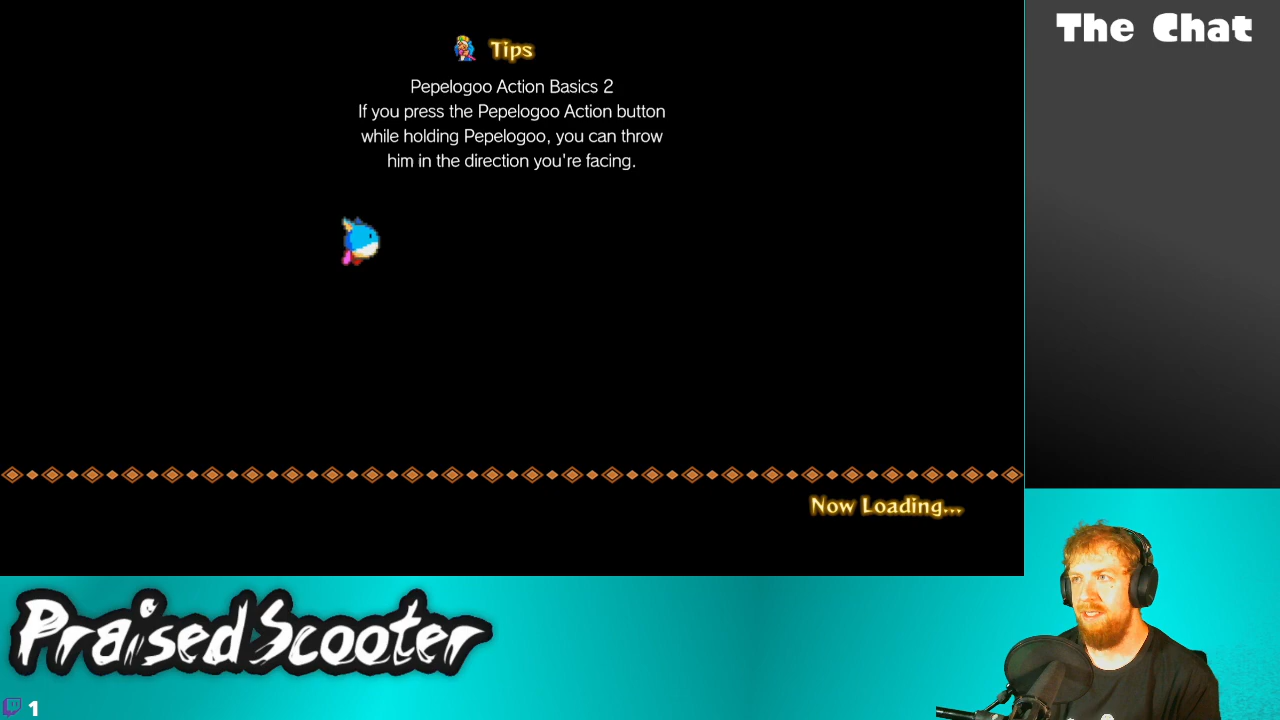 Tips
Pepelogoo Action Basics 2
If you press the Pepelogoo Action button
while holding Pepelogoo, you can throw
him in the direction you're facing.
Now Loading...
The Chat
PraisedScooter
1